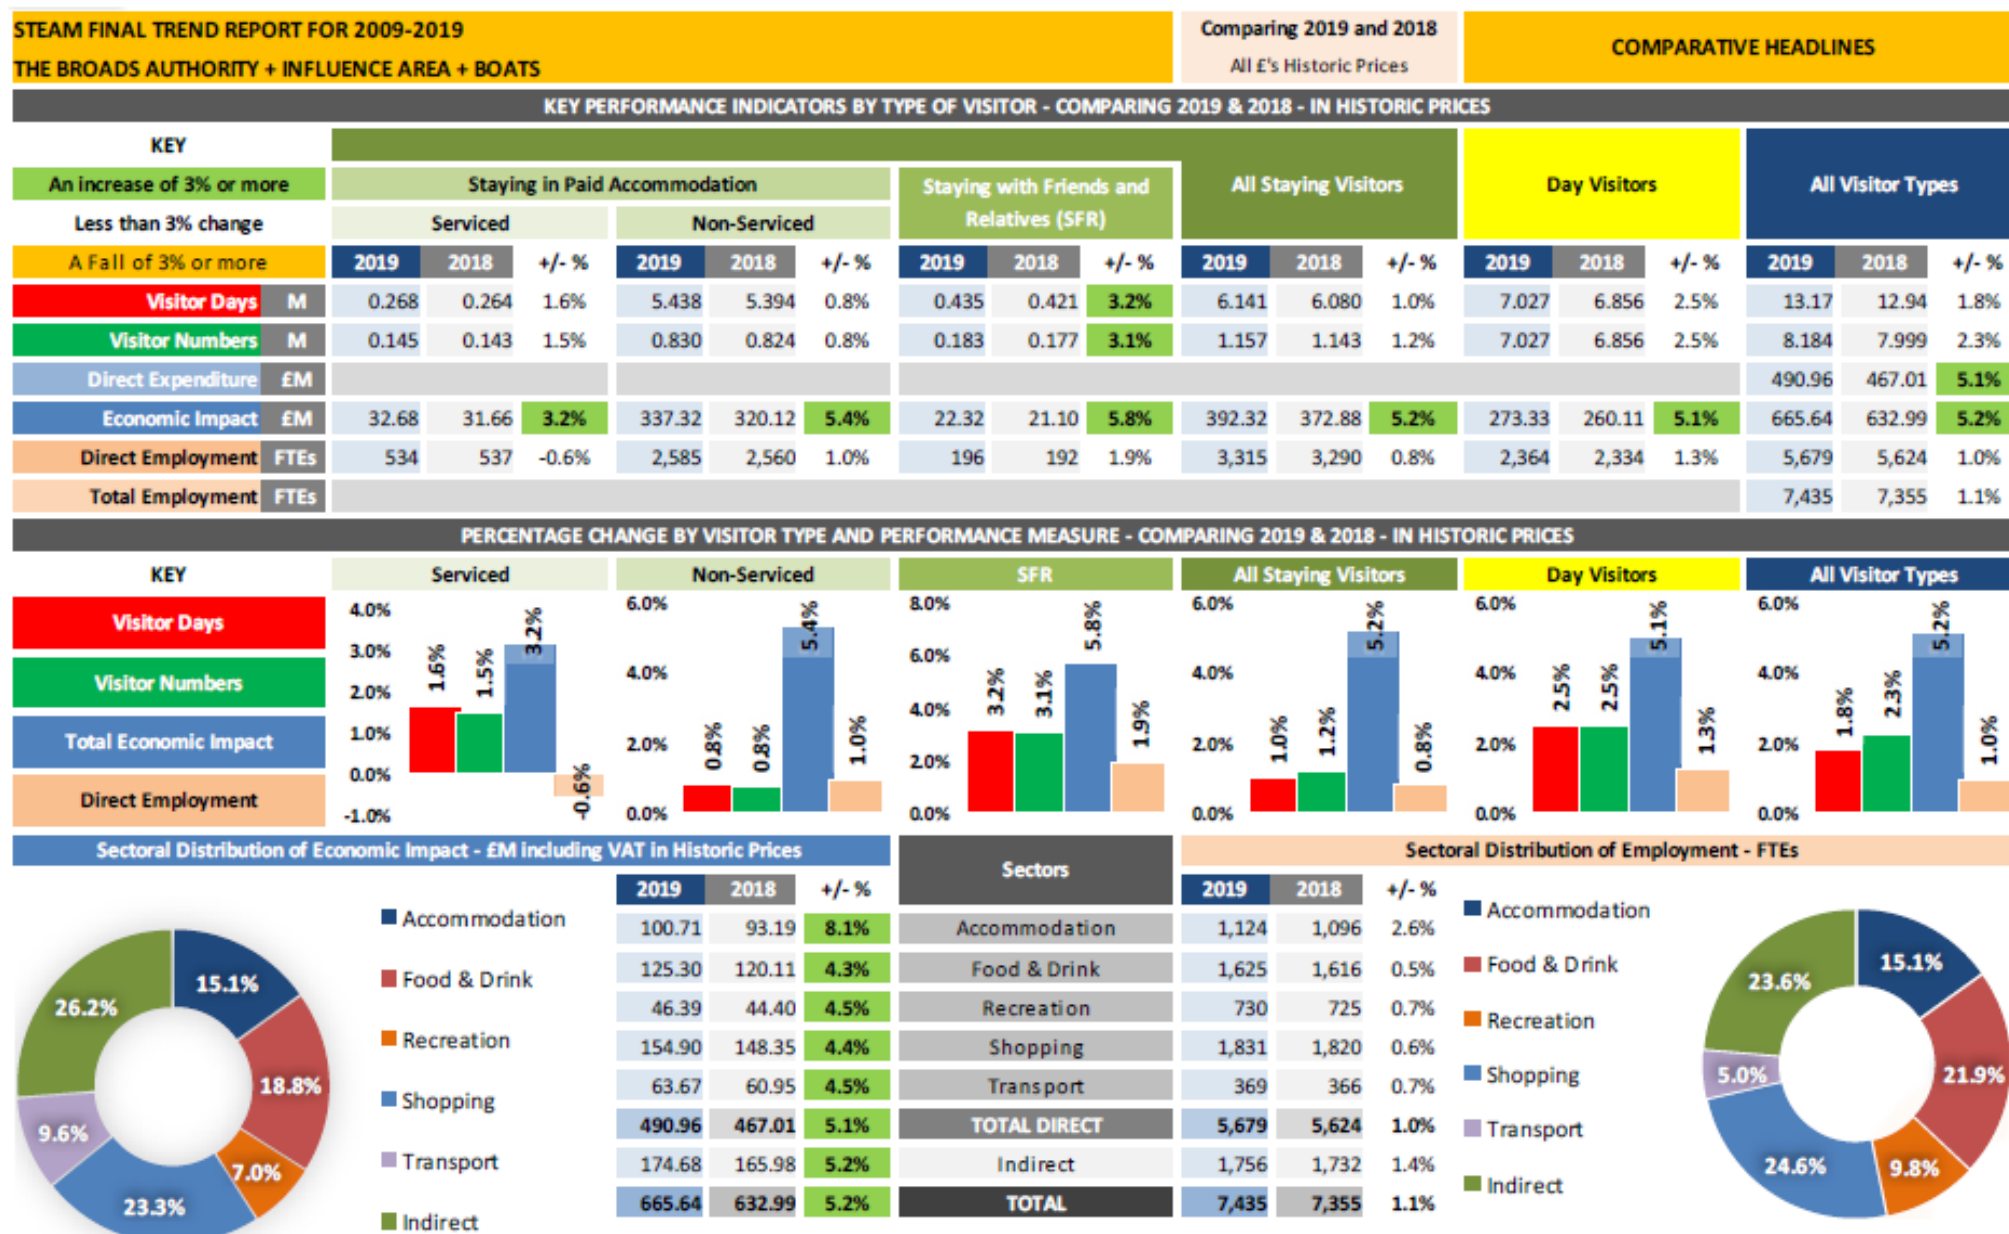 STEAM FINAL TREND REPORT FOR 2009-2019
THE BROADS AUTHORITY + INFLUENCE AREA + BOATS
Comparing 2019 and 2018
All £'s Historic Prices
COMPARATIVE HEADLINES
KEY PERFORMANCE INDICATORS BY TYPE OF VISITOR - COMPARING 2019 & 2018 - IN HISTORIC PRICES
KEY
An increase of 3% or more
Less than 3% change
A Fall of 3% or more
Staying in Paid Accommodation
Serviced
Non-Serviced
Staying with Friends and
Relatives (SFR)
All Staying Visitors
Day Visitors
All Visitor Types
2019 2018 +/- % 2019 2018 +/- % 2019 2018 +/- % 2019 2018 +/- % 2019 2018 +/- % 2019 2018 +/- %
Visitor Days M 0.268 0.264 1.6% 5.438 5.394 0.8% 0.435 0.421 3.2% 6.141 6.080 1.0% 7.027 6.856 2.5% 13.17 12.94 1.8%
Visitor Numbers M 0.145 0.143 1.5% 0.830 0.824 0.8% 0.183 0.177 3.1% 1.157 1.143 1.2% 7.027 6.856 2.5% 8.184 7.999 2.3%
Direct Expenditure £M 490.96 467.01 5.1%
Economic Impact £M 32.68 31.66 3.2% 337.32 320.12 5.4% 22.32 21.10 5.8% 392.32 372.88 5.2% 273.33 260.11 5.1% 665.64 632.99 5.2%
Direct Employment FTEs 534 537 -0.6% 2,585 2,560 1.0% 196 192 1.9% 3,315 3,290 0.8% 2,364 2,334 1.3% 5,679 5,624 1.0%
Total Employment FTEs 7,435 7,355 1.1%
PERCENTAGE CHANGE BY VISITOR TYPE AND PERFORMANCE MEASURE - COMPARING 2019 & 2018 - IN HISTORIC PRICES
KEY
Visitor Days
Visitor Numbers
Total Economic Impact
Direct Employment
Serviced
4.0%
3.0%
2.0%
1.0%
0.0%
-1.0%
1.6% 1.5% 3.2% -0.6%
Non-Serviced
6.0%
4.0%
2.0%
0.0%
0.8% 0.8% 5.4% 1.0%
SFR
8.0%
6.0%
4.0%
2.0%
0.0%
3.2% 3.1% 5.8% 1.9%
All Staying Visitors
6.0%
4.0%
2.0%
0.0%
1.0% 1.2% 5.2% 0.8%
Day Visitors
6.0%
4.0%
2.0%
0.0%
2.5% 2.5% 5.1% 1.3%
All Visitor Types
6.0%
4.0%
2.0%
0.0%
1.8% 2.3% 5.2% 1.0%
Sectoral Distribution of Economic Impact - £M including VAT in Historic Prices
Sectors
Sectoral Distribution of Employment - FTEs
15.1%
18.8%
7.0%
23.3%
9.6%
26.2%
Accommodation
Food & Drink
Recreation
Shopping
Transport
Indirect
2019 2018 +/- % 2019 2018 +/- %
100.71 93.19 8.1% Accommodation 1,124 1,096 2.6%
125.30 120.11 4.3% Food & Drink 1,625 1,616 0.5%
46.39 44.40 4.5% Recreation 730 725 0.7%
154.90 148.35 4.4% Shopping 1,831 1,820 0.6%
63.67 60.95 4.5% Transport 369 366 0.7%
490.96 467.01 5.1% TOTAL DIRECT 5,679 5,624 1.0%
174.68 165.98 5.2% Indirect 1,756 1,732 1.4%
665.64 632.99 5.2% TOTAL 7,435 7,355 1.1%
Accommodation
Food & Drink
Recreation
Shopping
Transport
Indirect
15.1%
21.9%
9.8%
24.6%
5.0%
23.6%